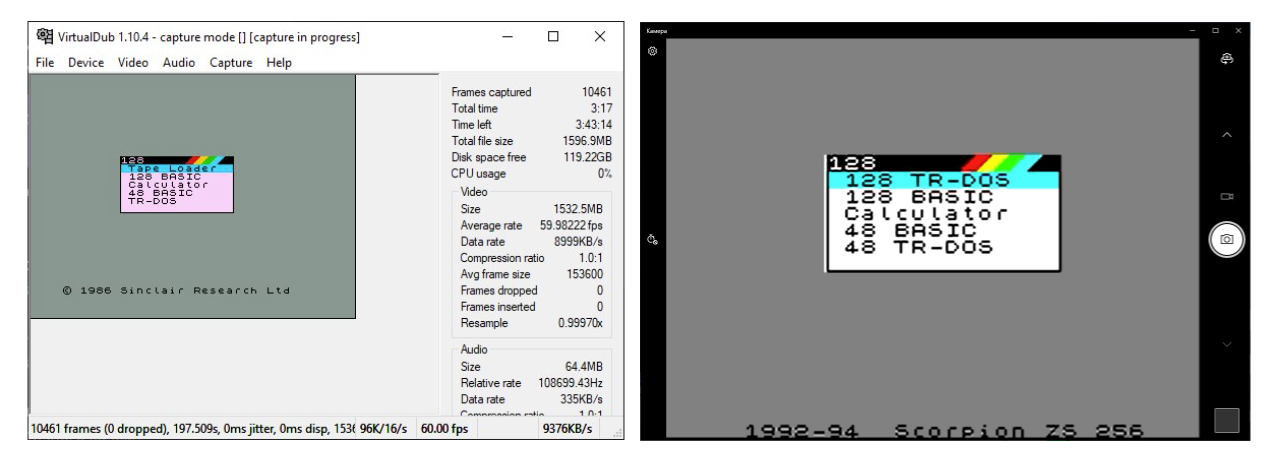 VirtualDub 1.10.4 - capture mode [] [capture in progress]
File Device Video Audio Capture Help
128
Tape Loader
128 BASIC
Calculator
48 BASIC
TR-DOS
© 1986 Sinclair Research Ltd
Frames captured 10461
Total time 3:17
Time left 3:43:14
Total file size 1596.9MB
Disk space free 119.22GB
CPU usage 0%
Video
Size 1532.5MB
Average rate 59.98222 fps
Data rate 8999KB/s
Compression ratio 1.0:1
Avg frame size 153600
Frames dropped 0
Frames inserted 0
Resample 0.99970x
Audio
Size 64.4MB
Relative rate 108699.43Hz
Data rate 335KB/s
Compression ratio 1.0:1
10461 frames (0 dropped), 197.509s, 0ms jitter, 0ms disp, 153( 96K/16/s 60.00 fps 9376KB/s
Камера
128
128 TR-DOS
128 BASIC
Calculator
48 BASIC
48 TR-DOS
1992-94 Scorpion ZS 256